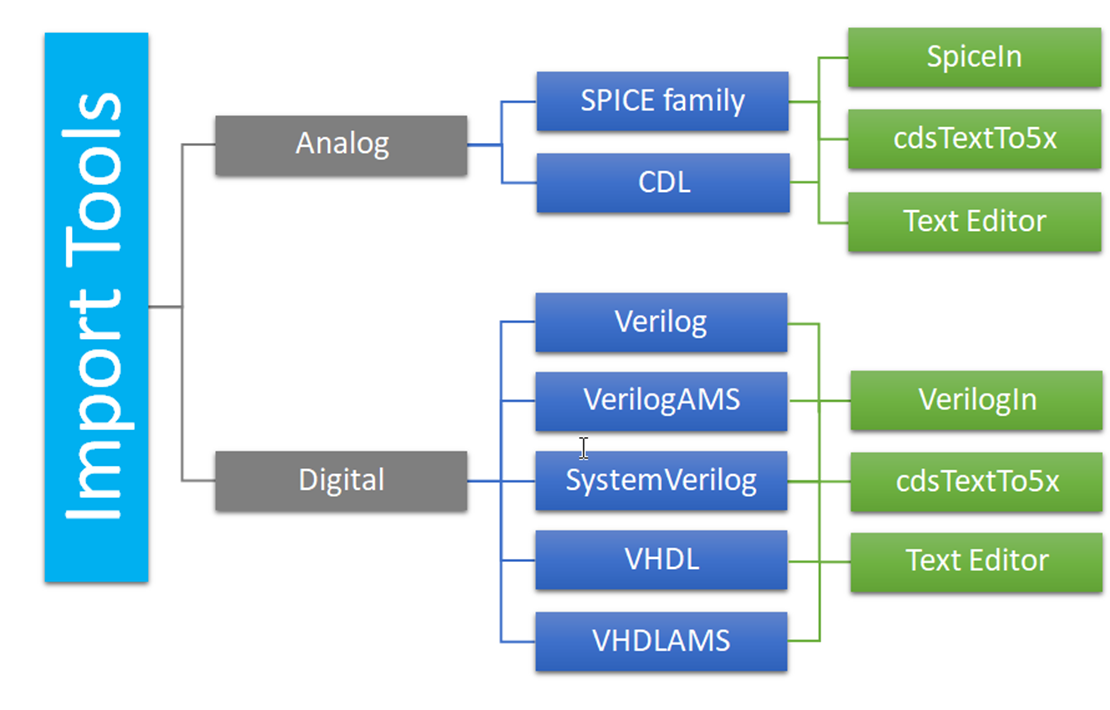 Import Tools
Analog
SPICE family
CDL
SpiceIn
cdsTextTo5x
Text Editor
Digital
Verilog
VerilogAMS
SystemVerilog
VHDL
VHDLAMS
VerilogIn
cdsTextTo5x
Text Editor